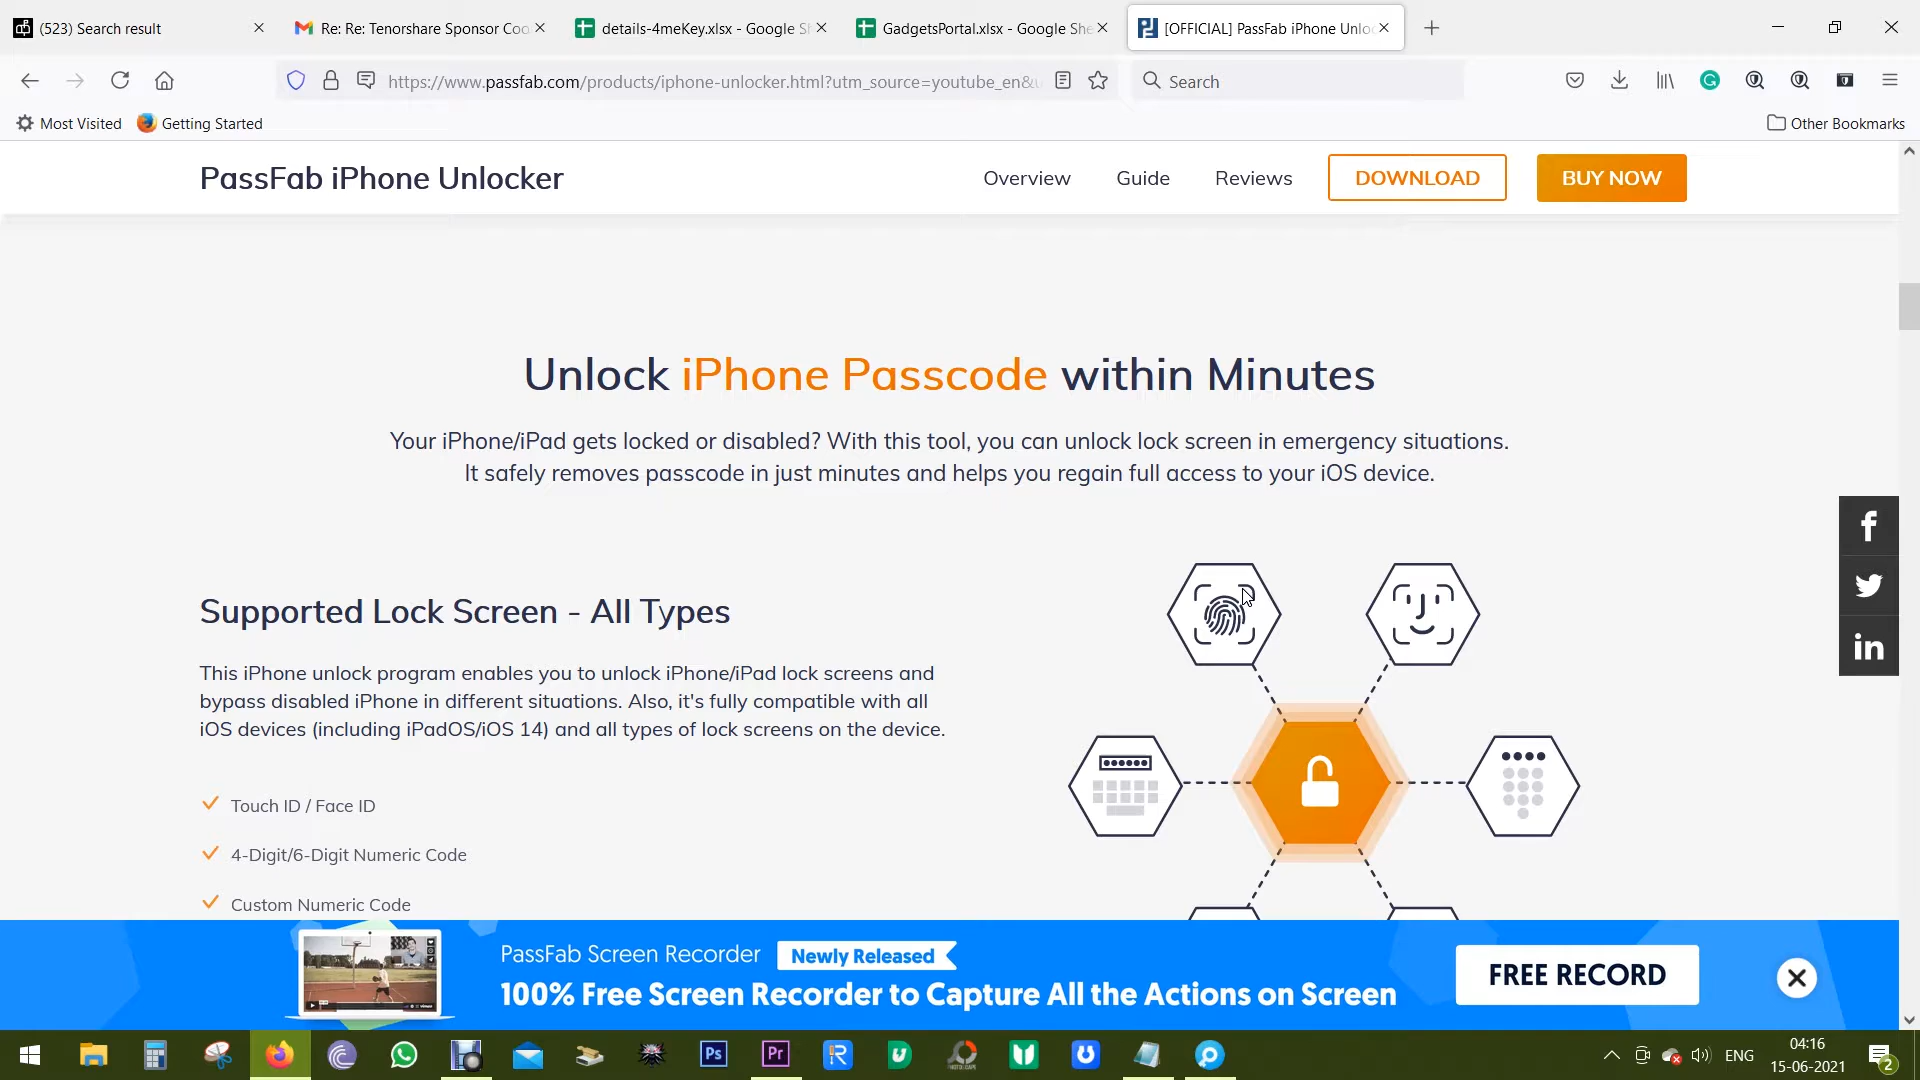 (523) Search result
Re: Re: Tenorshare Sponsor Coo
details-4meKey.xlsx - Google S
GadgetsPortal.xlsx - Google She
[OFFICIAL] PassFab iPhone Unlo
https://www.passfab.com/products/iphone-unlocker.html?utm_source=youtube_en&u
Search
Most Visited
Getting Started
Other Bookmarks
PassFab iPhone Unlocker
Overview
Guide
Reviews
DOWNLOAD
BUY NOW
Unlock iPhone Passcode within Minutes
Your iPhone/iPad gets locked or disabled? With this tool, you can unlock lock screen in emergency situations.
It safely removes passcode in just minutes and helps you regain full access to your iOS device.
Supported Lock Screen - All Types
This iPhone unlock program enables you to unlock iPhone/iPad lock screens and
bypass disabled iPhone in different situations. Also, it's fully compatible with all
iOS devices (including iPadOS/iOS 14) and all types of lock screens on the device.
Touch ID / Face ID
4-Digit/6-Digit Numeric Code
Custom Numeric Code
PassFab Screen Recorder
Newly Released
100% Free Screen Recorder to Capture All the Actions on Screen
FREE RECORD
Ps
Pr
ENG
04:16
15-06-2021
2